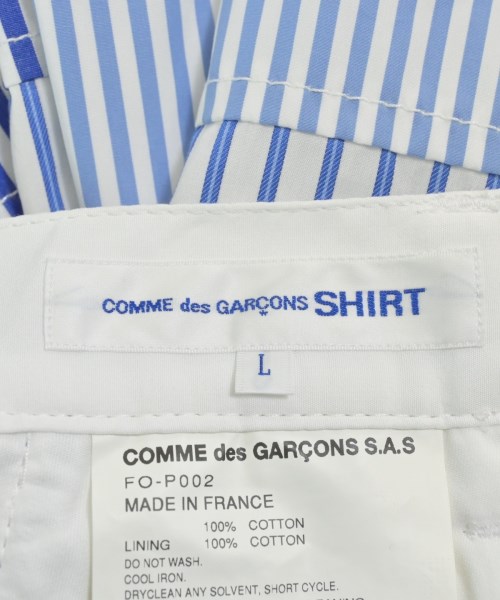 COMME des GARÇONS SHIRT
L
COMME des GARÇONS S.A.S
FO-P002
MADE IN FRANCE
100% COTTON
LINING 100% COTTON
DO NOT WASH.
COOL IRON.
DRYCLEAN ANY SOLVENT, SHORT CYCLE.